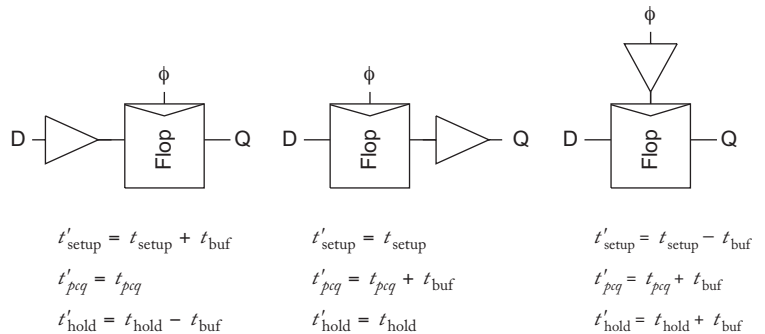 ϕ
ϕ ϕ
D Flop Q D Flop Q D Flop Q
t′setup = tsetup + tbuf t′setup = tsetup t′setup = tsetup − tbuf
t′pcq = tpcq t′pcq = tpcq + tbuf t′pcq = tpcq + tbuf
t′hold = thold − tbuf t′hold = thold t′hold = thold + tbuf